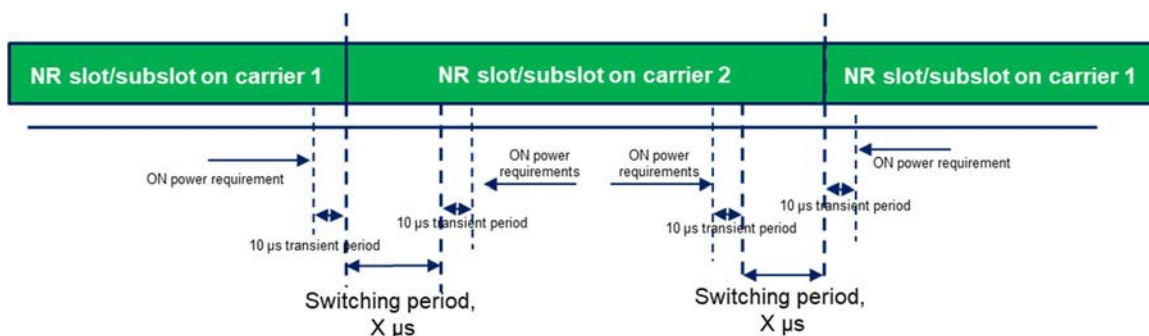 NR slot/subslot on carrier 1
NR slot/subslot on carrier 2
NR slot/subslot on carrier 1
ON power requirement
ON power
requirements
ON power
requirements
ON power requirement
10 µs transient period
10 µs transient period
10 µs transient period
10 µs transient period
Switching period,
X µs
Switching period,
X µs